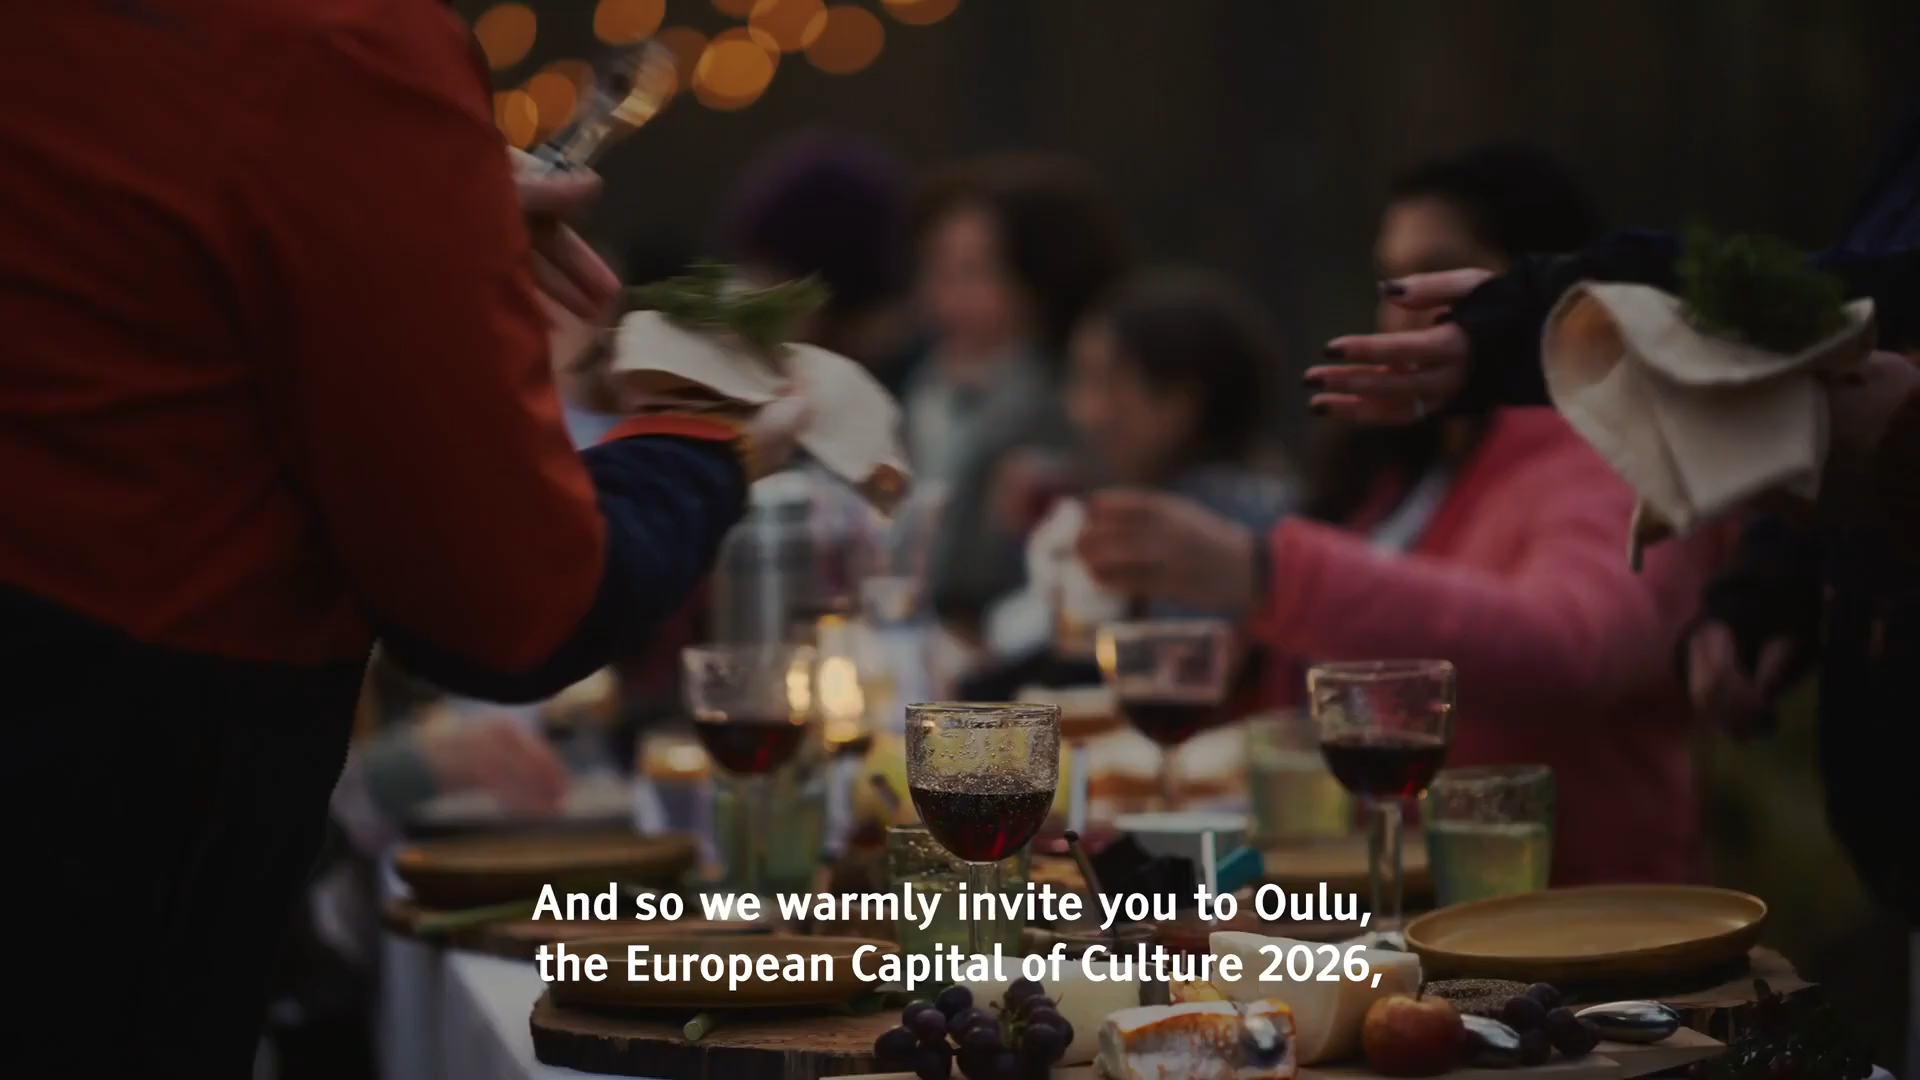 And so we warmly invite you to Oulu,
the European Capital of Culture 2026,